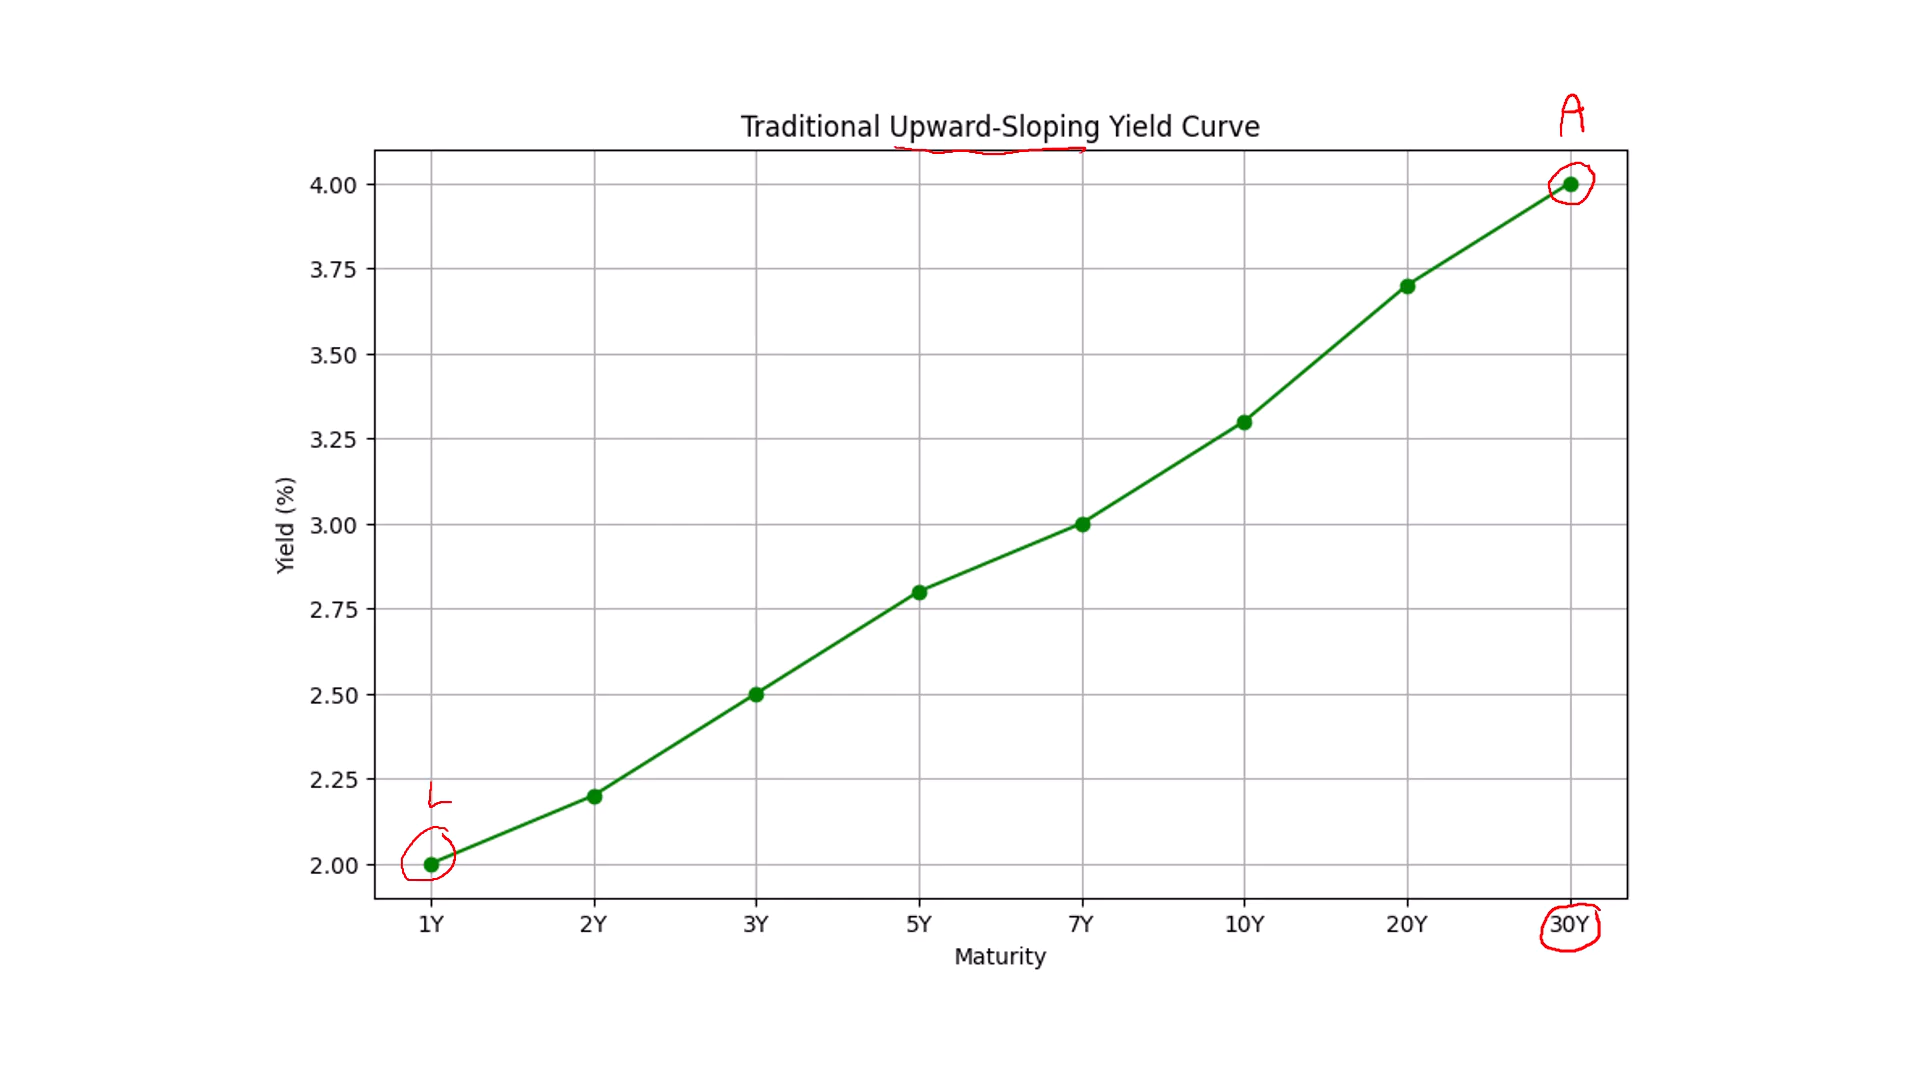 A
Traditional Upward-Sloping Yield Curve
4.00
3.75
3.50
3.25
3.00
2.75
2.50
2.25
2.00
Yield (%)
L
1Y 2Y 3Y 5Y 7Y 10Y 20Y 30Y
Maturity